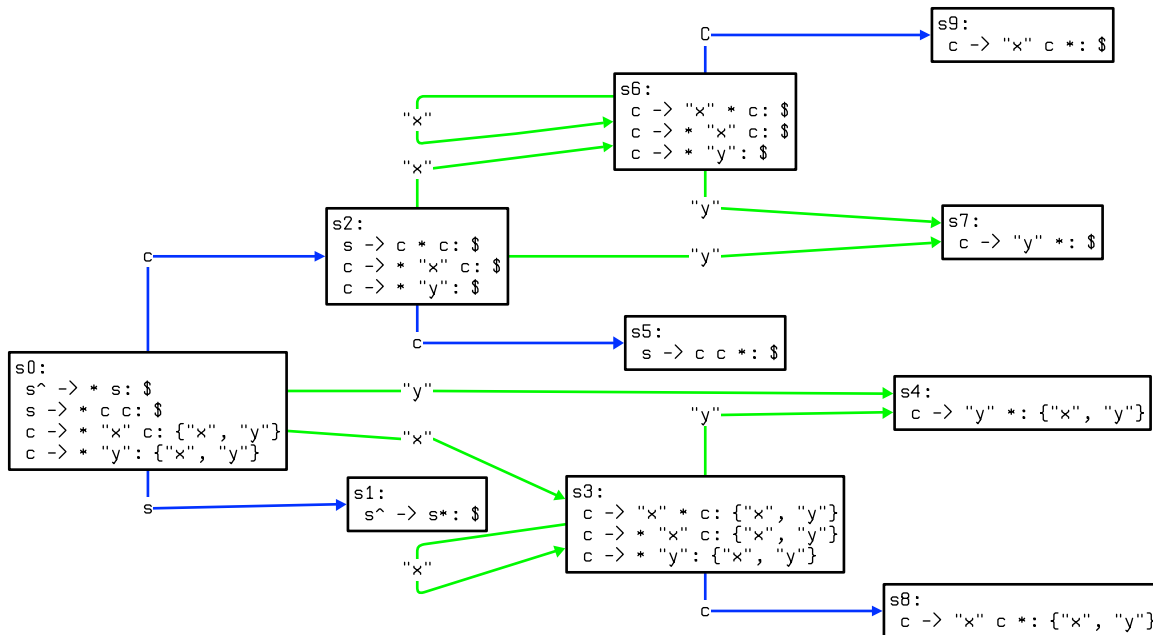 C
s9:
c -> "x" c *: $
s6:
c -> "x" * c: $
c -> * "x" c: $
c -> * "y": $
"x"
"x"
"y"
s7:
c -> "y" *: $
s2:
s -> c * c: $
c -> * "x" c: $
c -> * "y": $
"y"
c
s5:
s -> c c *: $
c
s0:
s^ -> * s: $
s -> * c c: $
c -> * "x" c: {"x", "y"}
c -> * "y": {"x", "y"}
"y"
s4:
c -> "y" *: {"x", "y"}
"x"
"y"
s
s1:
s^ -> s*: $
s3:
c -> "x" * c: {"x", "y"}
c -> * "x" c: {"x", "y"}
c -> * "y": {"x", "y"}
"x"
c
s8:
c -> "x" c *: {"x", "y"}